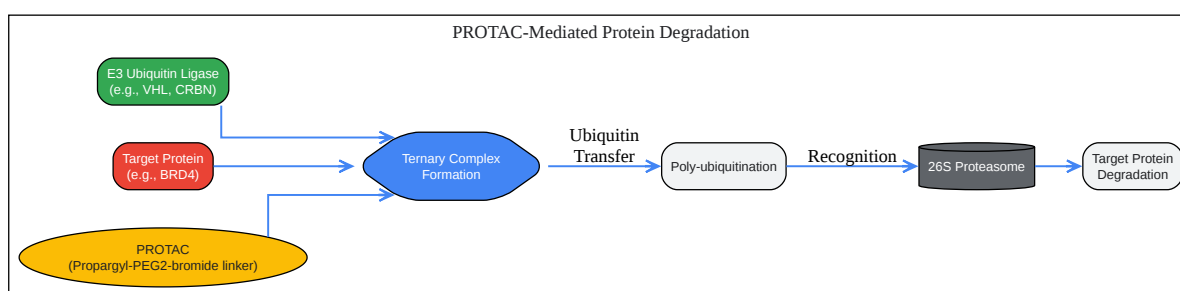 PROTAC-Mediated Protein Degradation
E3 Ubiquitin Ligase
(e.g., VHL, CRBN)
Target Protein
(e.g., BRD4)
PROTAC
(Propargyl-PEG2-bromide linker)
Ternary Complex
Formation
Ubiquitin
Transfer
Poly-ubiquitination
Recognition
26S Proteasome
Target Protein
Degradation